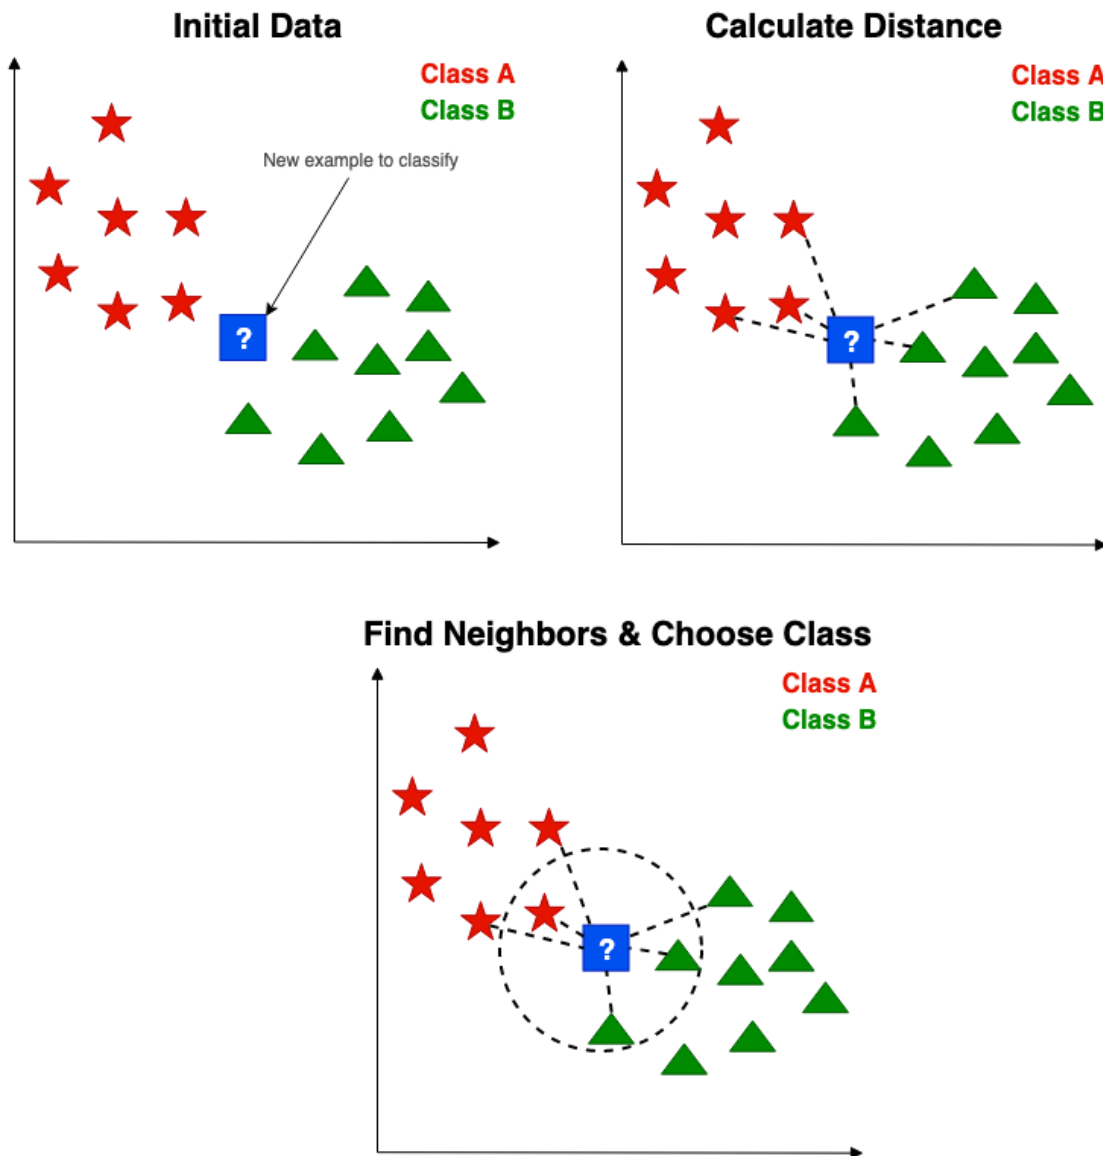 Initial Data
Class A
Class B
New example to classify
?
Calculate Distance
Class A
Class B
?
Find Neighbors & Choose Class
Class A
Class B
?